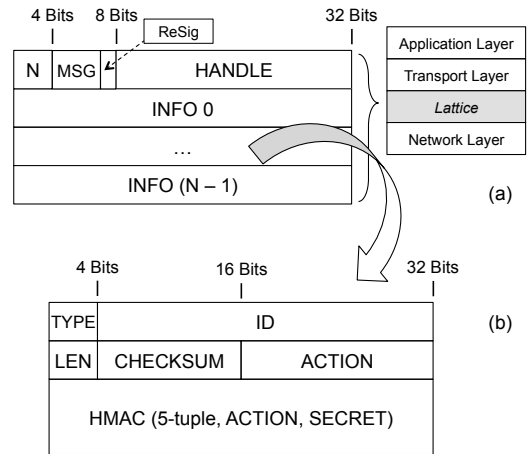 4 Bits 8 Bits 32 Bits
ReSig
N MSG HANDLE
INFO 0
...
INFO (N – 1)
Application Layer
Transport Layer
Lattice
Network Layer
(a)
4 Bits 16 Bits 32 Bits
TYPE ID
(b)
LEN CHECKSUM ACTION
HMAC (5-tuple, ACTION, SECRET)